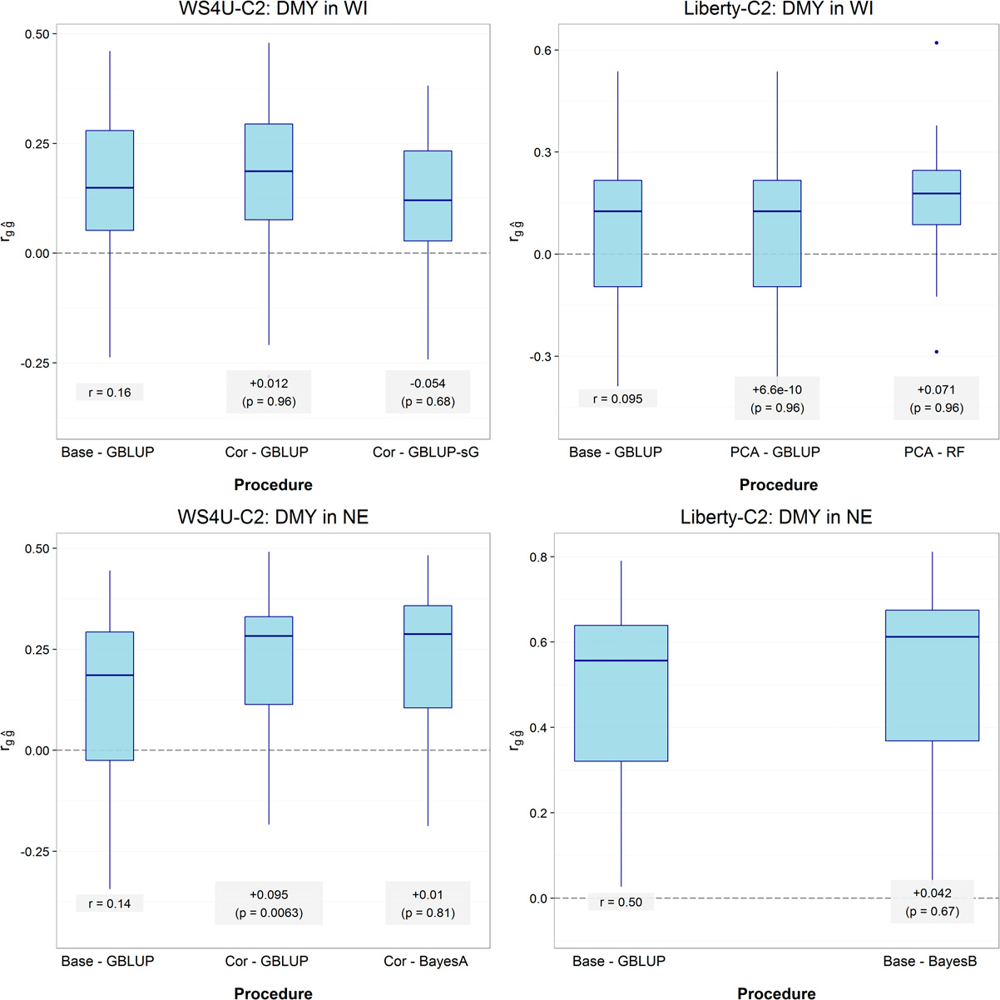 WS4U-C2: DMY in WI
0.50
0.25
0.00
-0.25
r g ĝ
r = 0.16
+0.012
(p = 0.96)
-0.054
(p = 0.68)
Base - GBLUP
Cor - GBLUP
Cor - GBLUP-sG
Procedure
Liberty-C2: DMY in WI
0.6
0.3
0.0
-0.3
r g ĝ
r = 0.095
+6.6e-10
(p = 0.96)
+0.071
(p = 0.96)
Base - GBLUP
PCA - GBLUP
PCA - RF
Procedure
WS4U-C2: DMY in NE
0.50
0.25
0.00
-0.25
r g ĝ
r = 0.14
+0.095
(p = 0.0063)
+0.01
(p = 0.81)
Base - GBLUP
Cor - GBLUP
Cor - BayesA
Procedure
Liberty-C2: DMY in NE
0.8
0.6
0.4
0.2
0.0
r g ĝ
r = 0.50
+0.042
(p = 0.67)
Base - GBLUP
Base - BayesB
Procedure